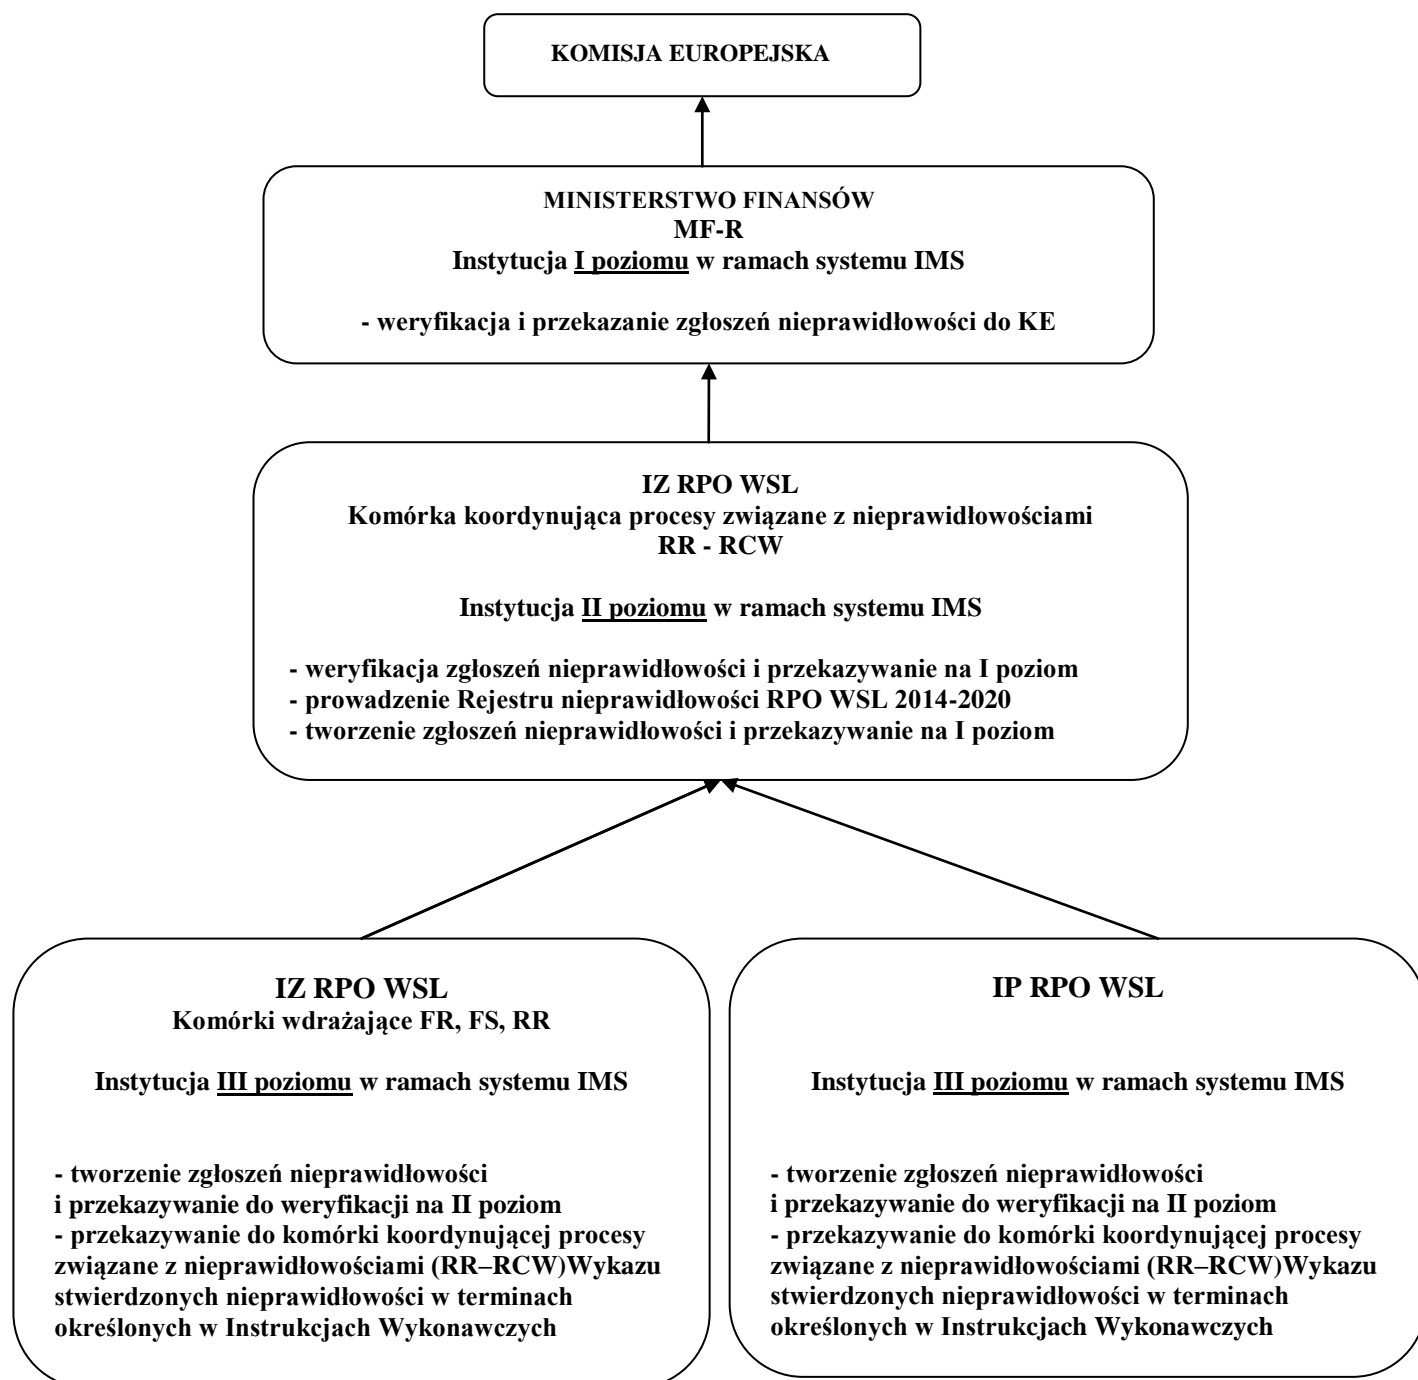 KOMISJA EUROPEJSKA
MINISTERSTWO FINANSÓW
MF-R
Instytucja I poziomu w ramach systemu IMS
- weryfikacja i przekazanie zgłoszeń nieprawidłowości do KE
IZ RPO WSL
Komórka koordynująca procesy związane z nieprawidłowościami
RR - RCW
Instytucja II poziomu w ramach systemu IMS
- weryfikacja zgłoszeń nieprawidłowości i przekazywanie na I poziom
- prowadzenie Rejestru nieprawidłowości RPO WSL 2014-2020
- tworzenie zgłoszeń nieprawidłowości i przekazywanie na I poziom
IZ RPO WSL
Komórki wdrażające FR, FS, RR
Instytucja III poziomu w ramach systemu IMS
- tworzenie zgłoszeń nieprawidłowości
i przekazywanie do weryfikacji na II poziom
- przekazywanie do komórki koordynującej procesy
związane z nieprawidłowościami (RR–RCW)Wykazu
stwierdzonych nieprawidłowości w terminach
określonych w Instrukcjach Wykonawczych
IP RPO WSL
Instytucja III poziomu w ramach systemu IMS
- tworzenie zgłoszeń nieprawidłowości
i przekazywanie do weryfikacji na II poziom
- przekazywanie do komórki koordynującej procesy
związane z nieprawidłowościami (RR–RCW)Wykazu
stwierdzonych nieprawidłowości w terminach
określonych w Instrukcjach Wykonawczych